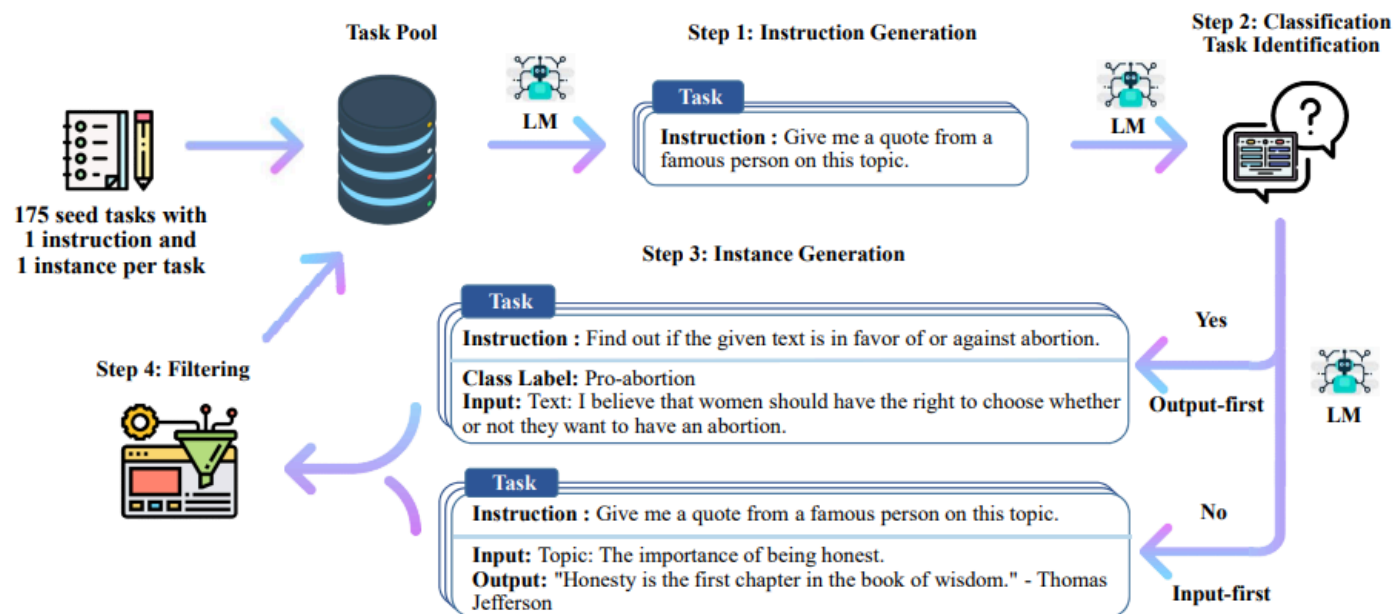 Task Pool
Step 1: Instruction Generation
Step 2: Classification
Task Identification
LM
LM
Task
Instruction : Give me a quote from a
famous person on this topic.
?
175 seed tasks with
1 instruction and
1 instance per task
Step 3: Instance Generation
Task
Instruction : Find out if the given text is in favor of or against abortion.
Class Label: Pro-abortion
Input: Text: I believe that women should have the right to choose whether
or not they want to have an abortion.
Yes
Output-first
LM
Step 4: Filtering
Task
Instruction : Give me a quote from a famous person on this topic.
Input: Topic: The importance of being honest.
Output: "Honesty is the first chapter in the book of wisdom." - Thomas
Jefferson
No
Input-first